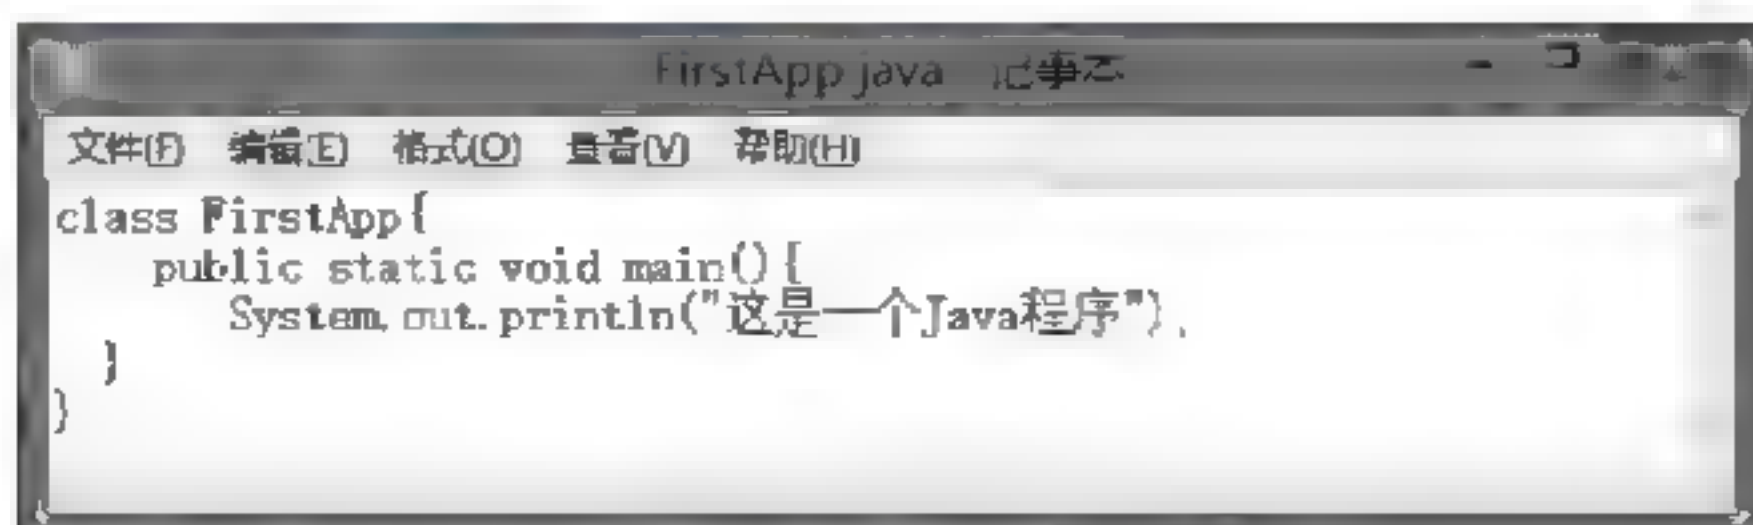 FirstApp.java - 记事本
文件(F) 编辑(E) 格式(O) 查看(V) 帮助(H)
class FirstApp{
    public static void main(){
        System.out.println("这是一个Java程序");
    }
}